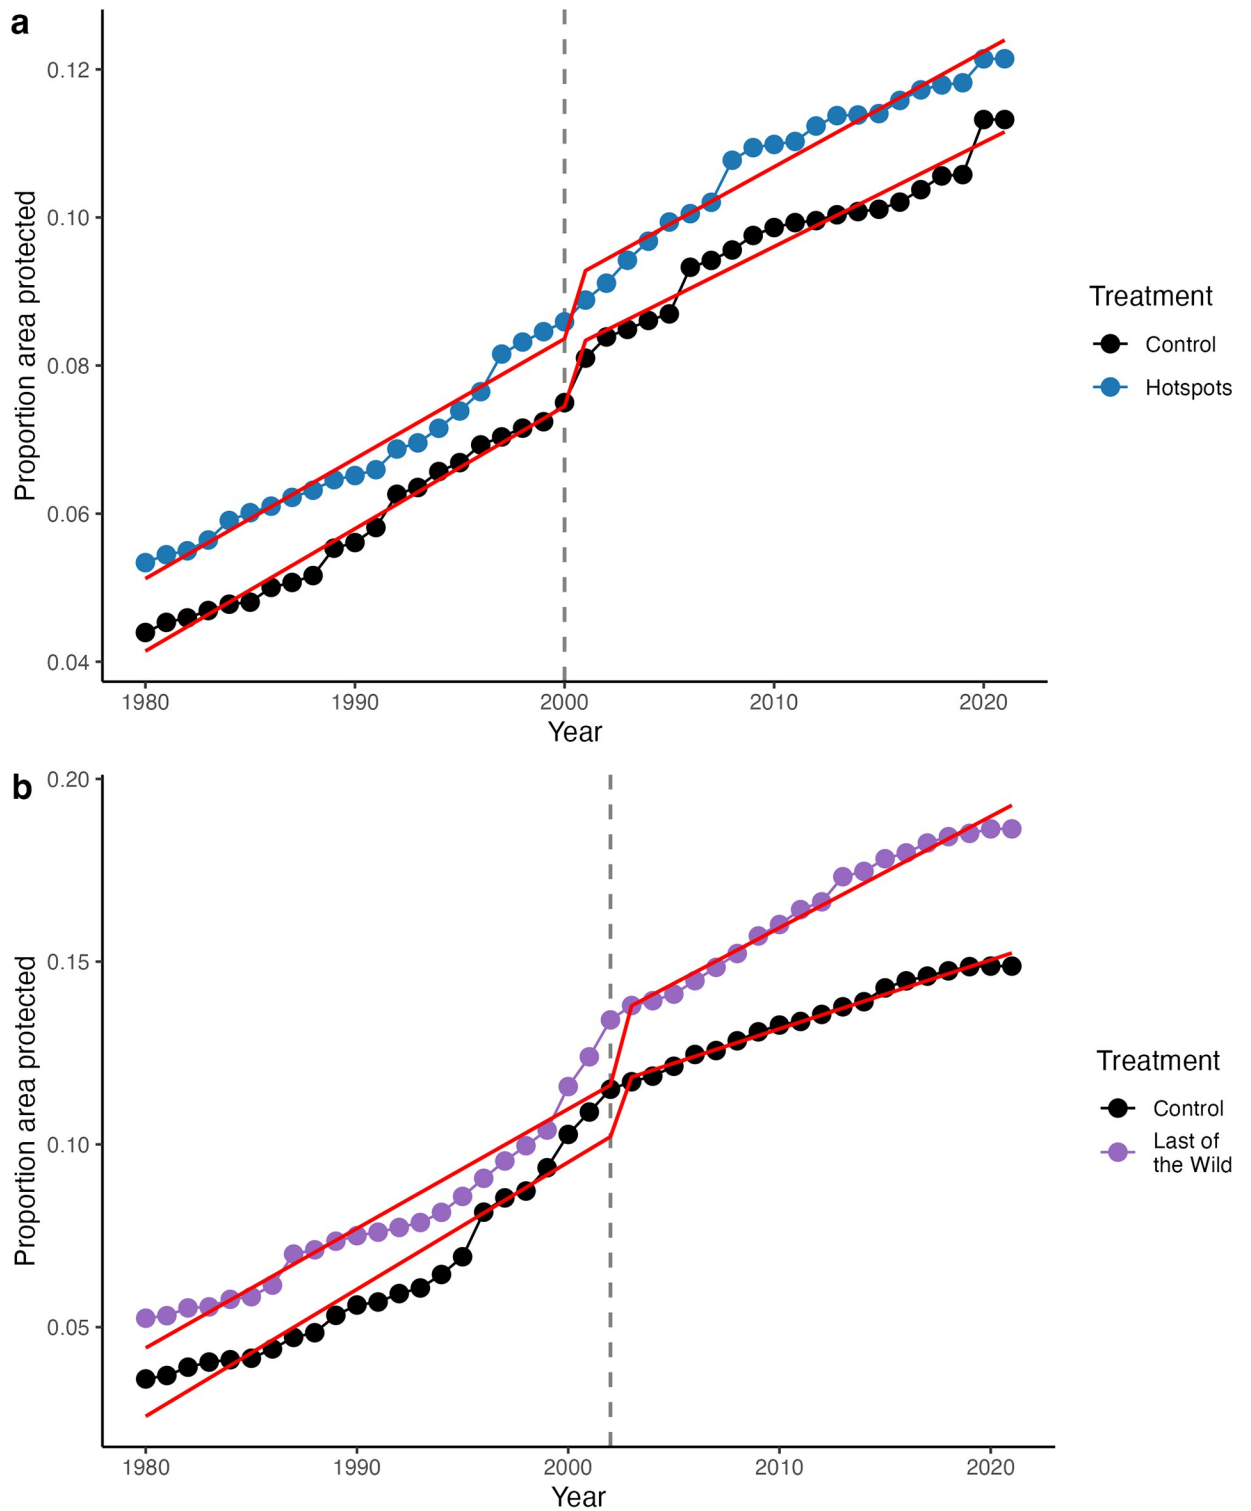 a
Proportion area protected
0.12
0.10
0.08
0.06
0.04
1980 1990 2000 2010 2020
Year
Treatment
Control
Hotspots
b
Proportion area protected
0.20
0.15
0.10
0.05
1980 1990 2000 2010 2020
Year
Treatment
Control
Last of
the Wild